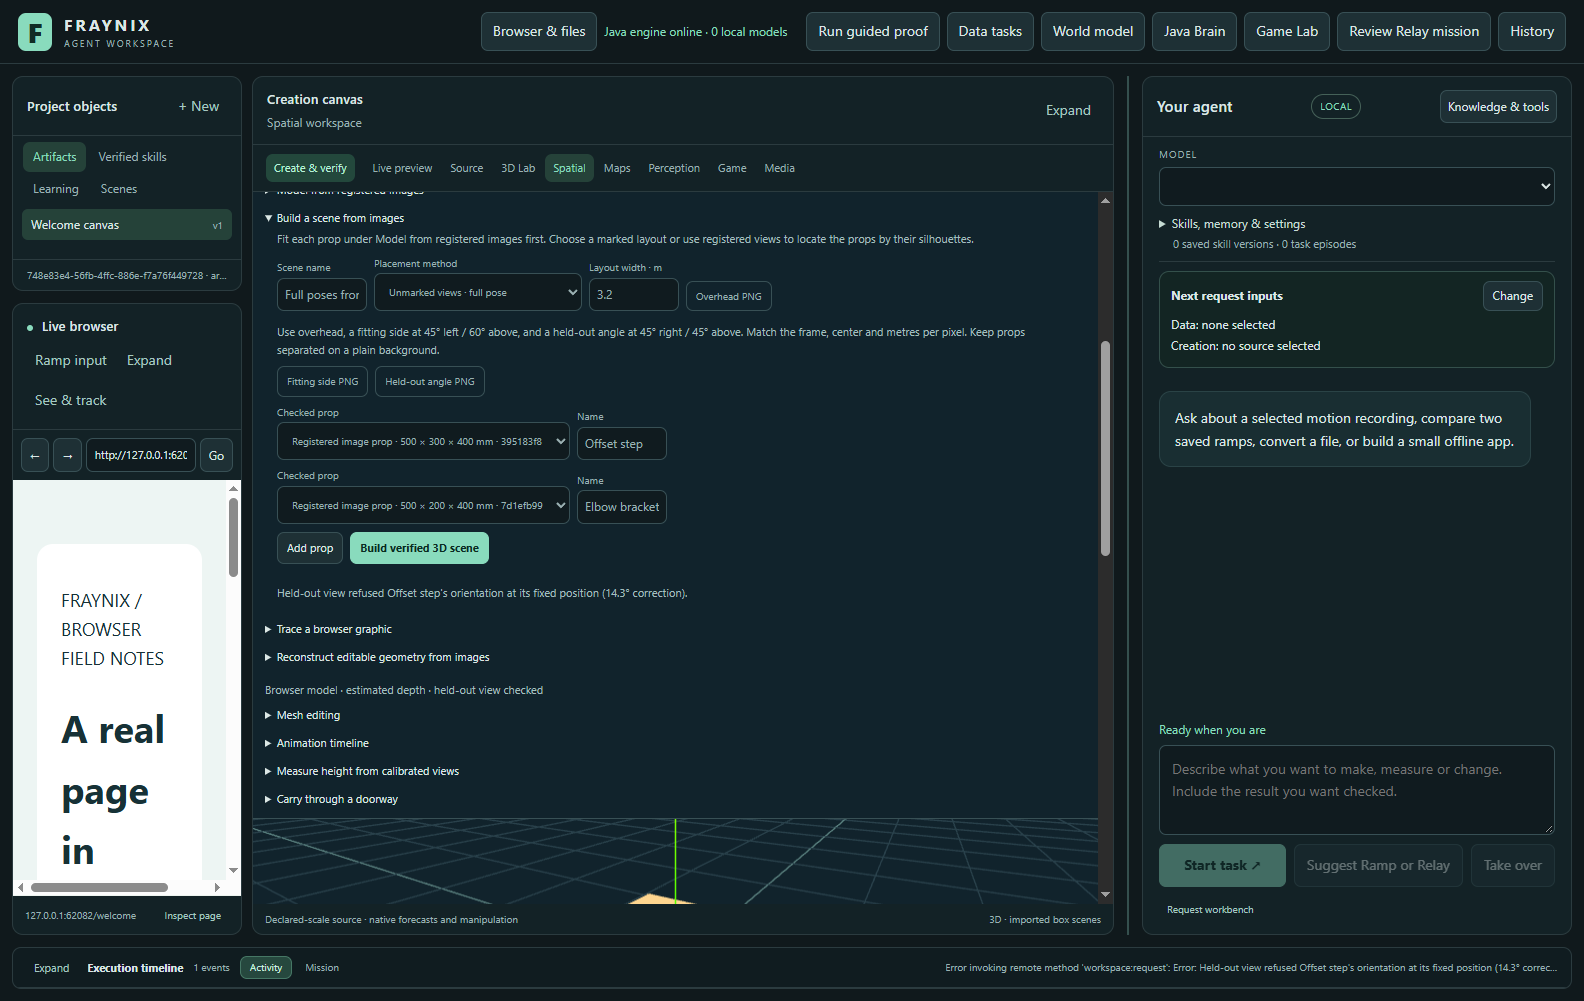 F
FRAYNIX
AGENT WORKSPACE
Browser & files
Java engine online · 0 local models
Run guided proof
Data tasks
World model
Java Brain
Game Lab
Review Relay mission
History
Project objects
+ New
Artifacts
Verified skills
Learning
Scenes
Welcome canvas
v1
748e83e4-56fb-4ffc-886e-f7a76f449728 · ar...
Live browser
Ramp input
Expand
See & track
←
→
http://127.0.0.1:620
Go
FRAYNIX /
BROWSER
FIELD NOTES
A real
page
in
127.0.0.1:62082/welcome
Inspect page
Creation canvas
Spatial workspace
Expand
Create & verify
Live preview
Source
3D Lab
Spatial
Maps
Perception
Game
Media
Model from registered images
Build a scene from images
Fit each prop under Model from registered images first. Choose a marked layout or use registered views to locate the props by their silhouettes.
Scene name
Placement method
Layout width · m
Full poses fror
Unmarked views · full pose
3.2
Overhead PNG
Use overhead, a fitting side at 45° left / 60° above, and a held-out angle at 45° right / 45° above. Match the frame, center and metres per pixel. Keep props
separated on a plain background.
Fitting side PNG
Held-out angle PNG
Checked prop
Name
Registered image prop · 500 × 300 × 400 mm · 395183f8
Offset step
Checked prop
Name
Registered image prop · 500 × 200 × 400 mm · 7d1efb99
Elbow bracket
Add prop
Build verified 3D scene
Held-out view refused Offset step's orientation at its fixed position (14.3° correction).
Trace a browser graphic
Reconstruct editable geometry from images
Browser model · estimated depth · held-out view checked
Mesh editing
Animation timeline
Measure height from calibrated views
Carry through a doorway
Declared-scale source · native forecasts and manipulation
3D · imported box scenes
Your agent
LOCAL
Knowledge & tools
MODEL
Skills, memory & settings
0 saved skill versions · 0 task episodes
Next request inputs
Change
Data: none selected
Creation: no source selected
Ask about a selected motion recording, compare two
saved ramps, convert a file, or build a small offline app.
Ready when you are
Describe what you want to make, measure or change.
Include the result you want checked.
Start task ↗
Suggest Ramp or Relay
Take over
Request workbench
Expand
Execution timeline
1 events
Activity
Mission
Error invoking remote method 'workspace:request': Error: Held-out view refused Offset step's orientation at its fixed position (14.3° correc...